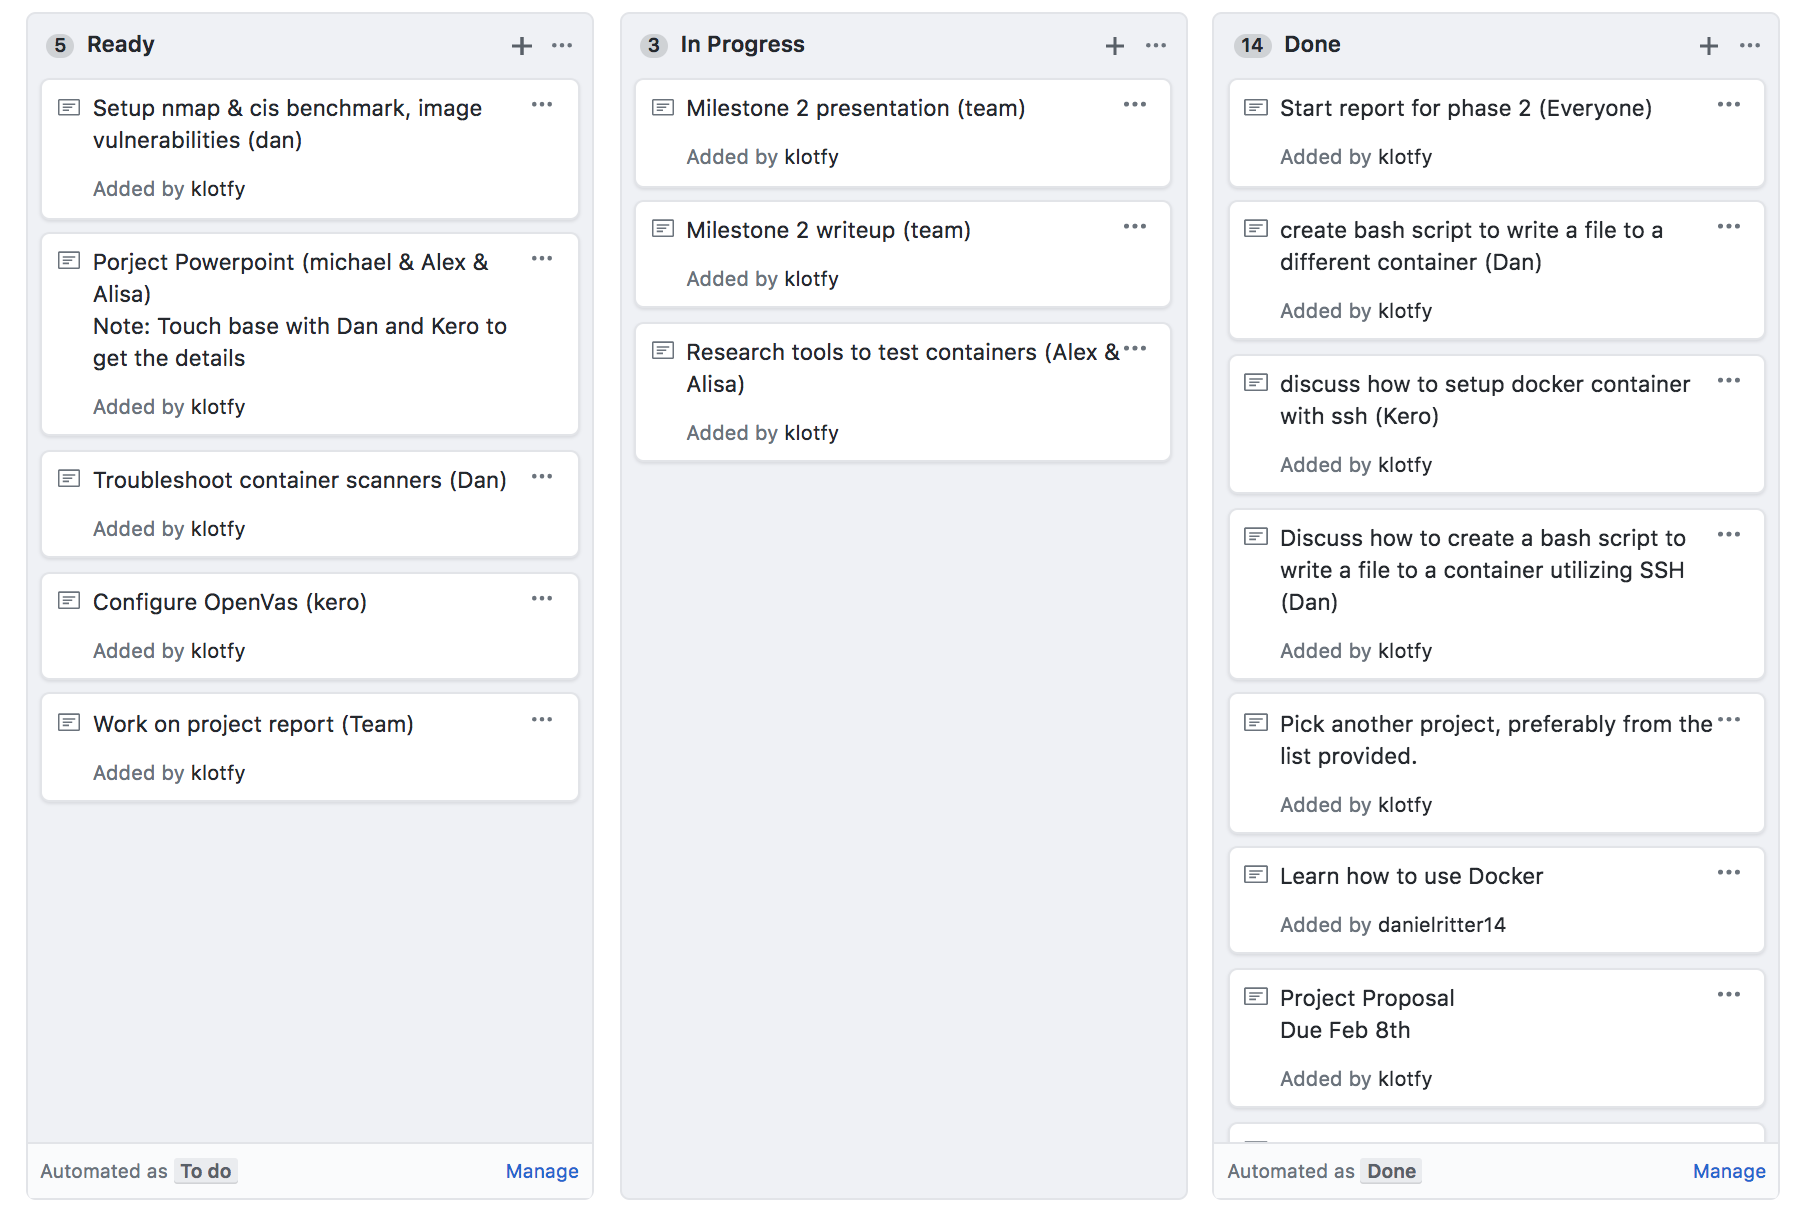 5 Ready
Setup nmap & cis benchmark, image
vulnerabilities (dan)
Added by klotfy
Porject Powerpoint (michael & Alex &
Alisa)
Note: Touch base with Dan and Kero to
get the details
Added by klotfy
Troubleshoot container scanners (Dan)
Added by klotfy
Configure OpenVas (kero)
Added by klotfy
Work on project report (Team)
Added by klotfy
Automated as To do Manage
3 In Progress
Milestone 2 presentation (team)
Added by klotfy
Milestone 2 writeup (team)
Added by klotfy
Research tools to test containers (Alex &
Alisa)
Added by klotfy
14 Done
Start report for phase 2 (Everyone)
Added by klotfy
create bash script to write a file to a
different container (Dan)
Added by klotfy
discuss how to setup docker container
with ssh (Kero)
Added by klotfy
Discuss how to create a bash script to
write a file to a container utilizing SSH
(Dan)
Added by klotfy
Pick another project, preferably from the
list provided.
Added by klotfy
Learn how to use Docker
Added by danielritter14
Project Proposal
Due Feb 8th
Added by klotfy
Automated as Done Manage